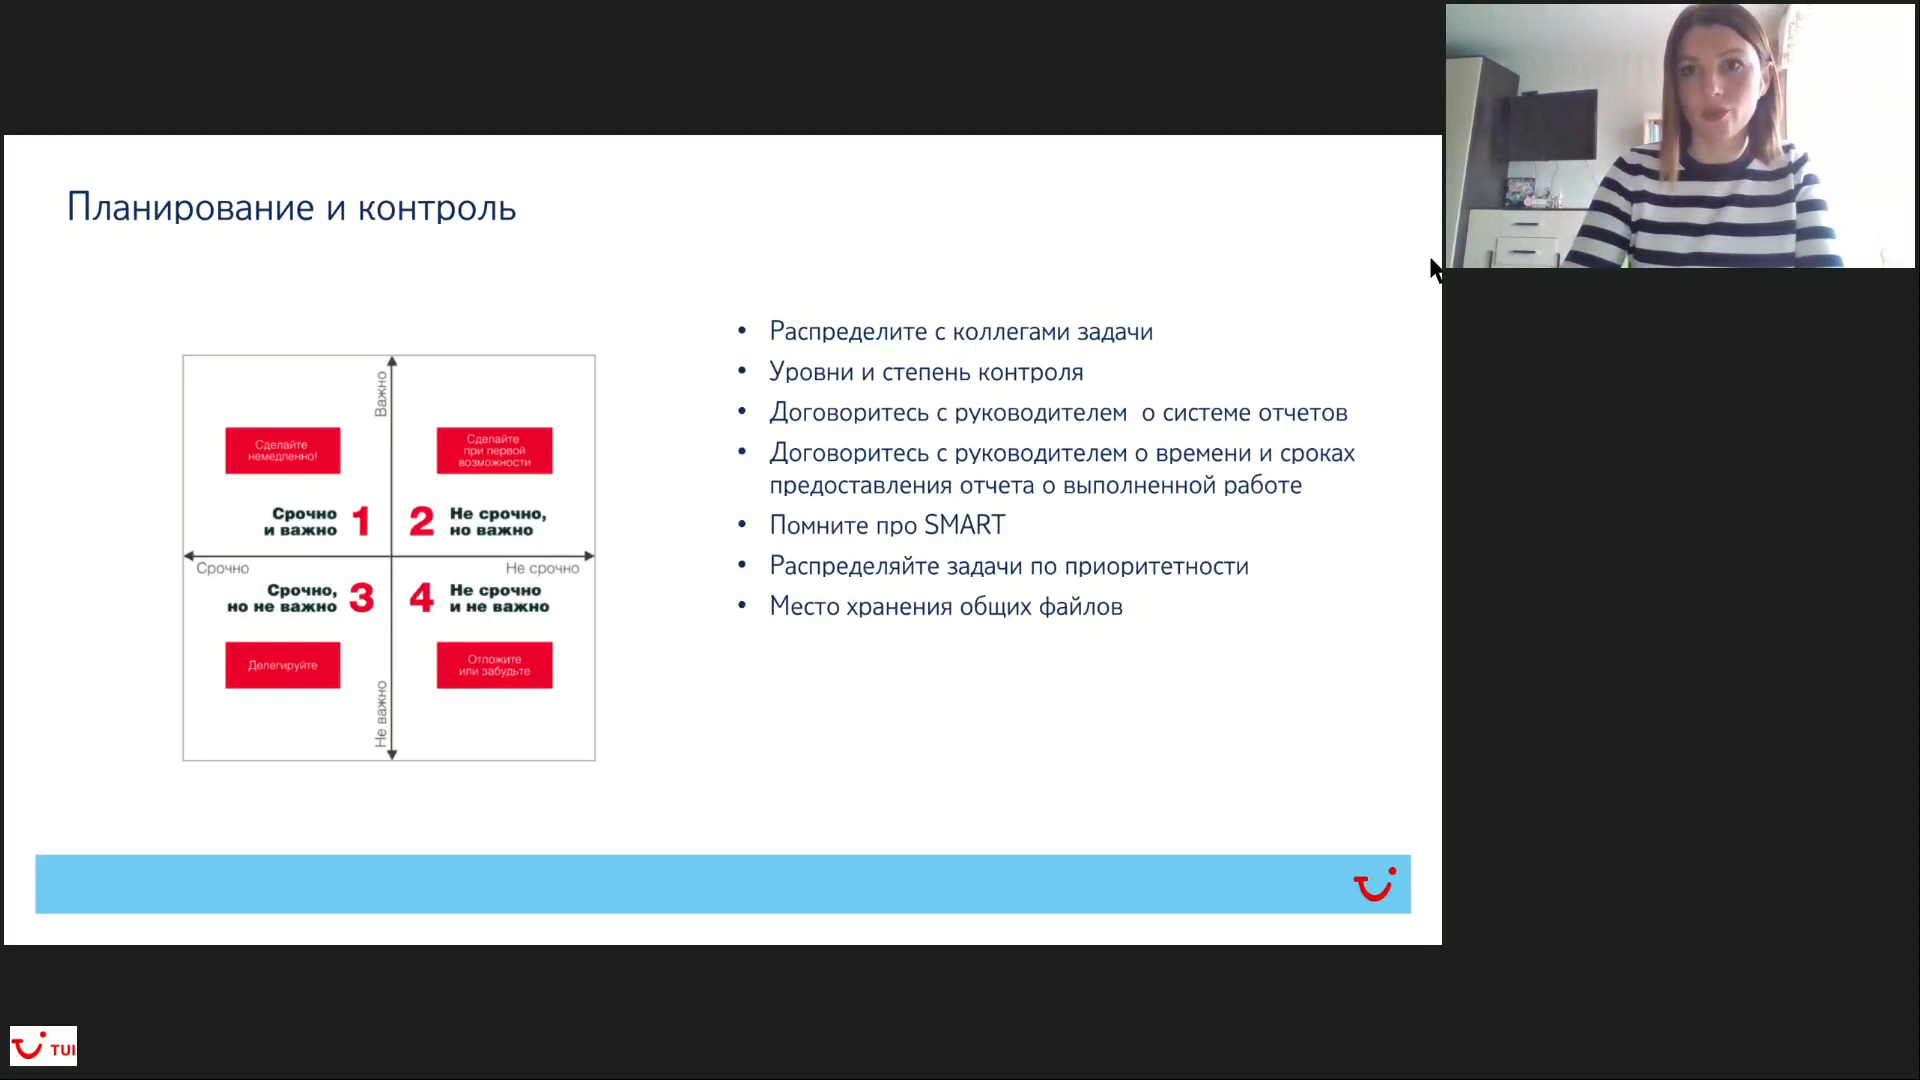 Планирование и контроль
Важно
Сделайте
немедленно!
Сделайте
при первой
возможности
Срочно
и важно
1
2
Не срочно,
но важно
Срочно
Не срочно
Срочно,
но не важно
3
4
Не срочно
и не важно
Делегируйте
Отложите
или забудьте
Не важно
• Распределите с коллегами задачи
• Уровни и степень контроля
• Договоритесь с руководителем о системе отчетов
• Договоритесь с руководителем о времени и сроках
предоставления отчета о выполненной работе
• Помните про SMART
• Распределяйте задачи по приоритетности
• Место хранения общих файлов
TUI